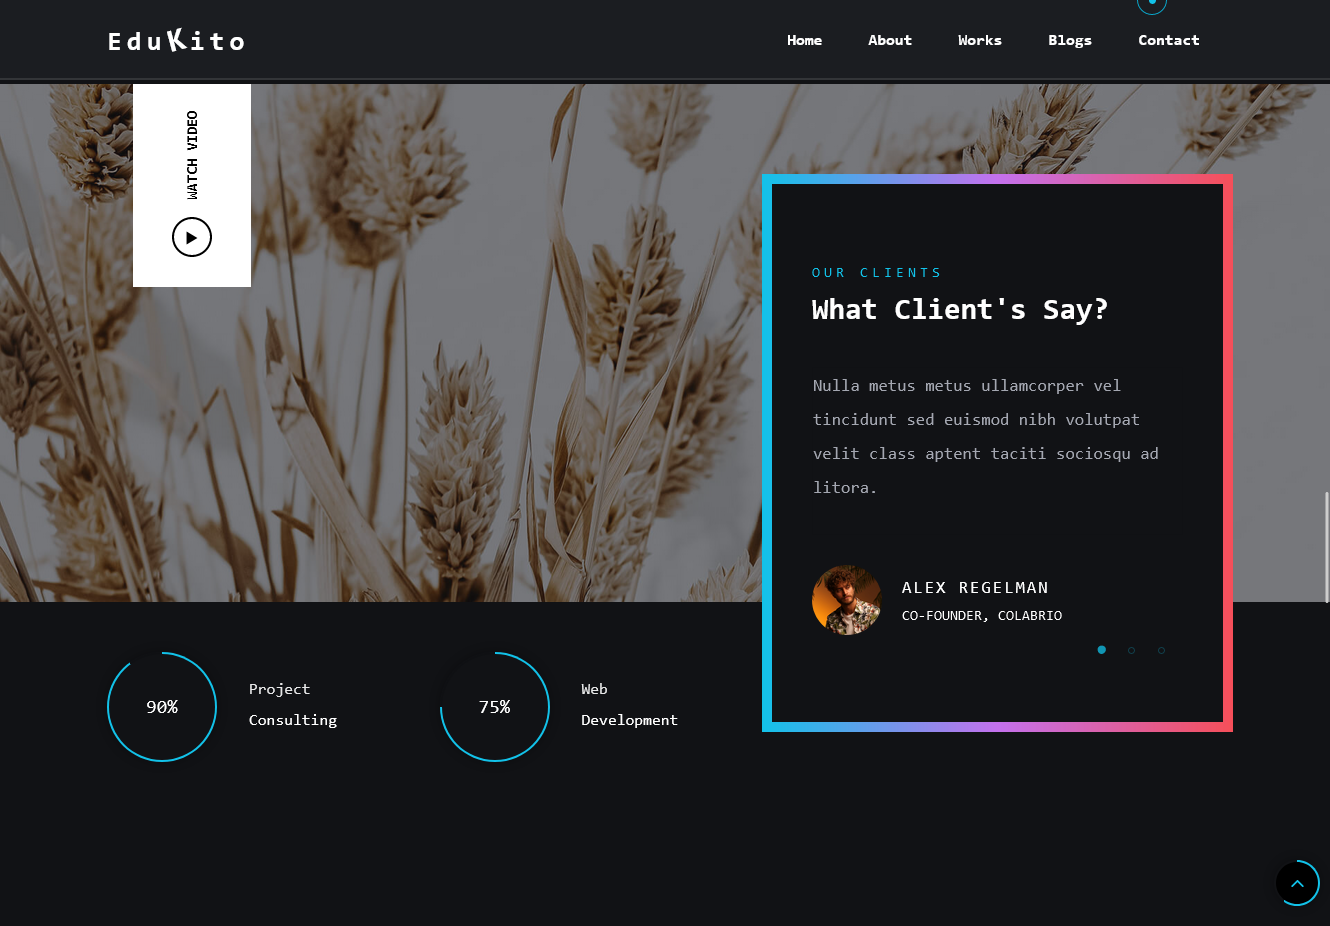 EduKito
Home About Works Blogs Contact
WATCH VIDEO
OUR CLIENTS
What Client's Say?
Nulla metus metus ullamcorper vel
tincidunt sed euismod nibh volutpat
velit class aptent taciti sociosqu ad
litora.
ALEX REGELMAN
CO-FOUNDER, COLABRIO
90%
Project
Consulting
75%
Web
Development